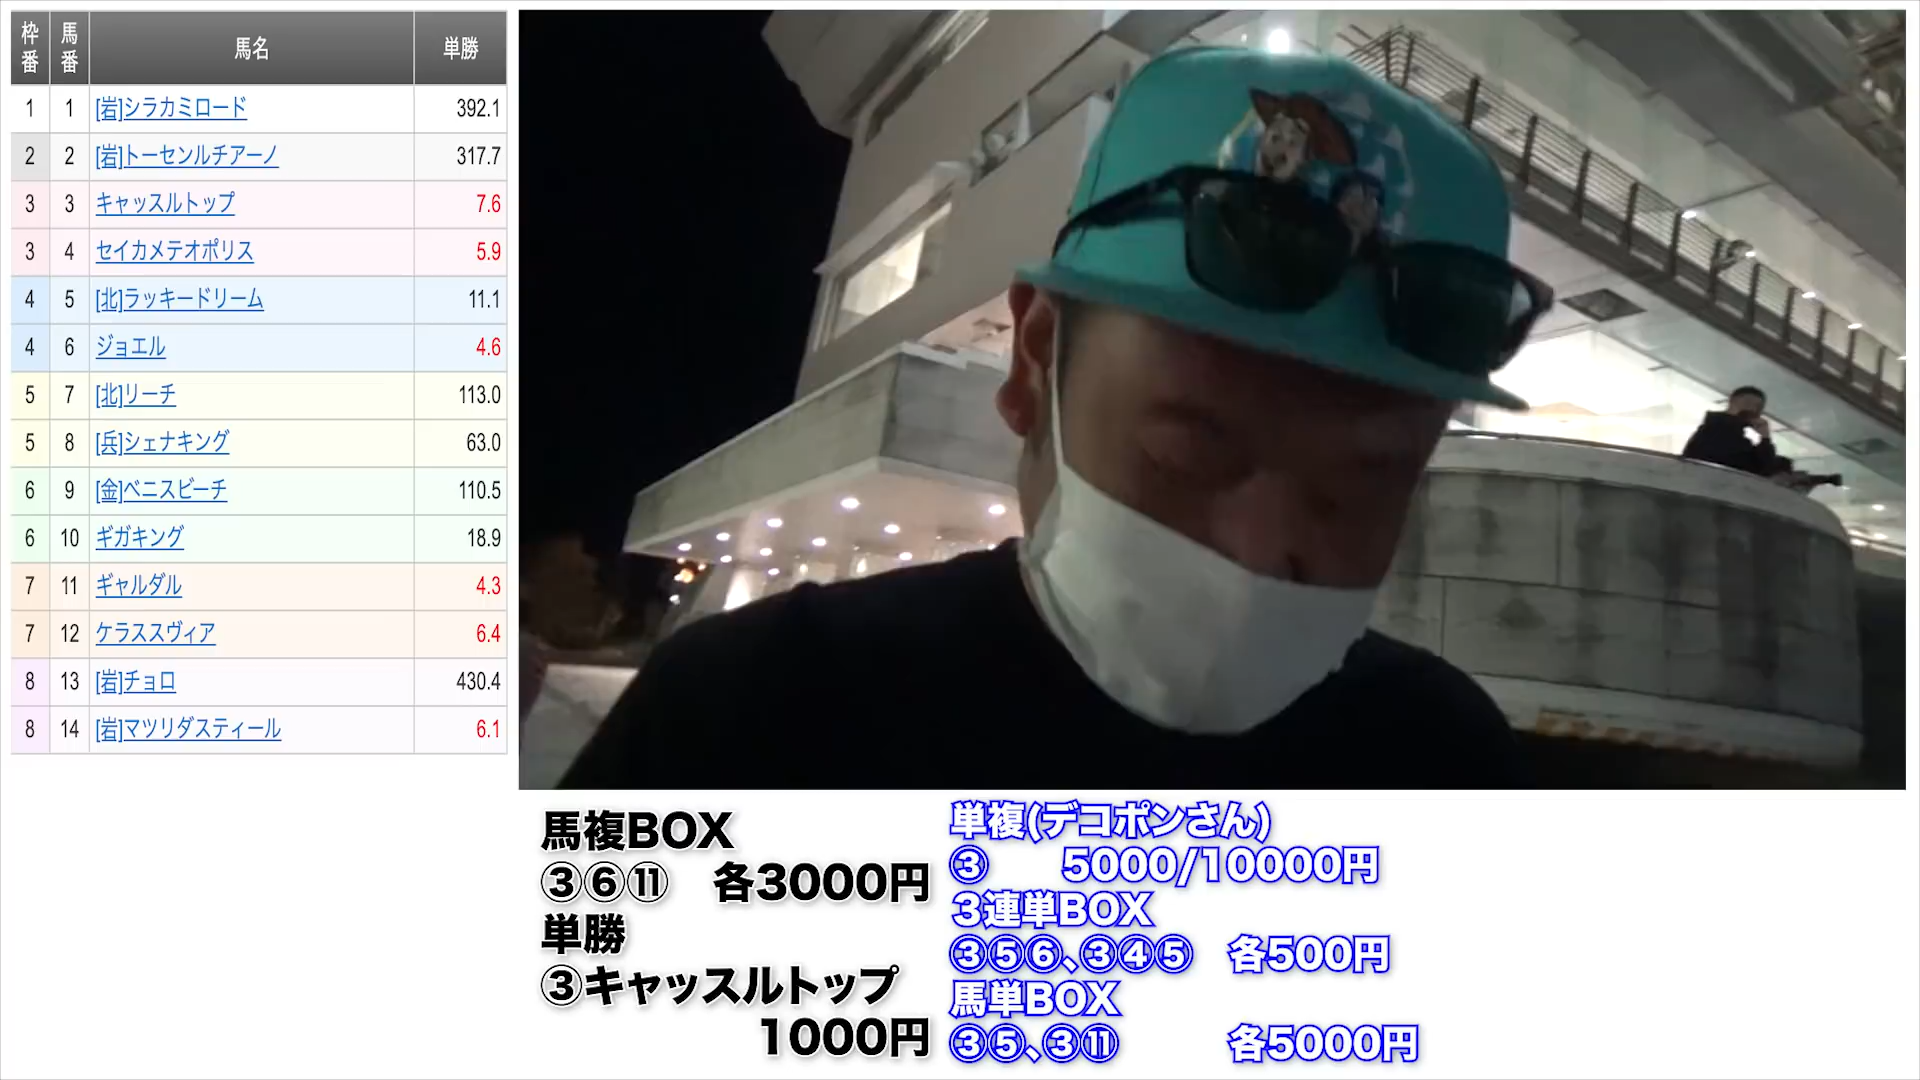 枠番 馬番 馬名 単勝
1 1 [岩]シラカミロード 392.1
2 2 [岩]トーセンルチアーノ 317.7
3 3 キャッスルトップ 7.6
3 4 セイカメテオポリス 5.9
4 5 [北]ラッキードリーム 11.1
4 6 ジョエル 4.6
5 7 [北]リーチ 113.0
5 8 [兵]シェナキング 63.0
6 9 [金]ベニスビーチ 110.5
6 10 ギガキング 18.9
7 11 ギャルダル 4.3
7 12 ケラススヴィア 6.4
8 13 [岩]チョロ 430.4
8 14 [岩]マツリダスティール 6.1
馬複BOX
③⑥⑪ 各3000円
単勝
③キャッスルトップ
1000円
単複(デコポンさん)
③ 5000/10000円
3連単BOX
③⑤⑥、③④⑤ 各500円
馬単BOX
③⑤、③⑪ 各5000円